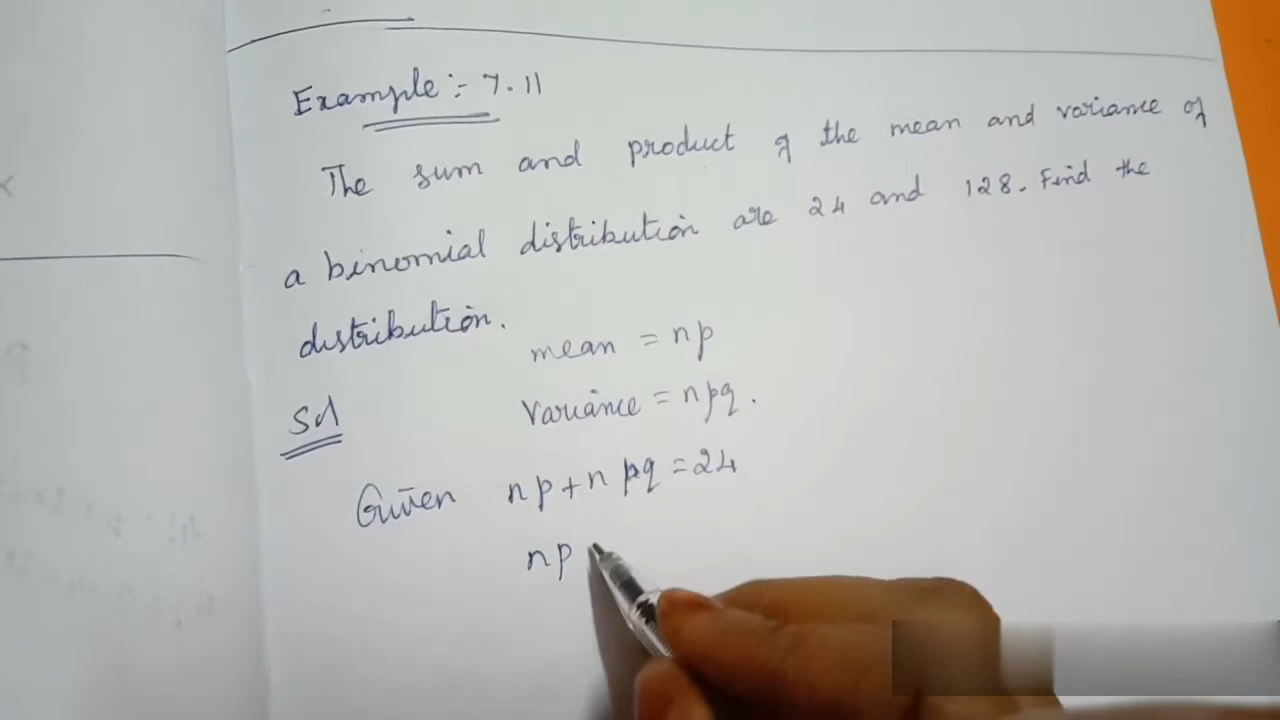 Example:- 7.11
The sum and product of the mean and variance of
a binomial distribution are 24 and 128. Find the
distribution.
mean = np
Sol
Variance = npq.
Given np + npq = 24
np